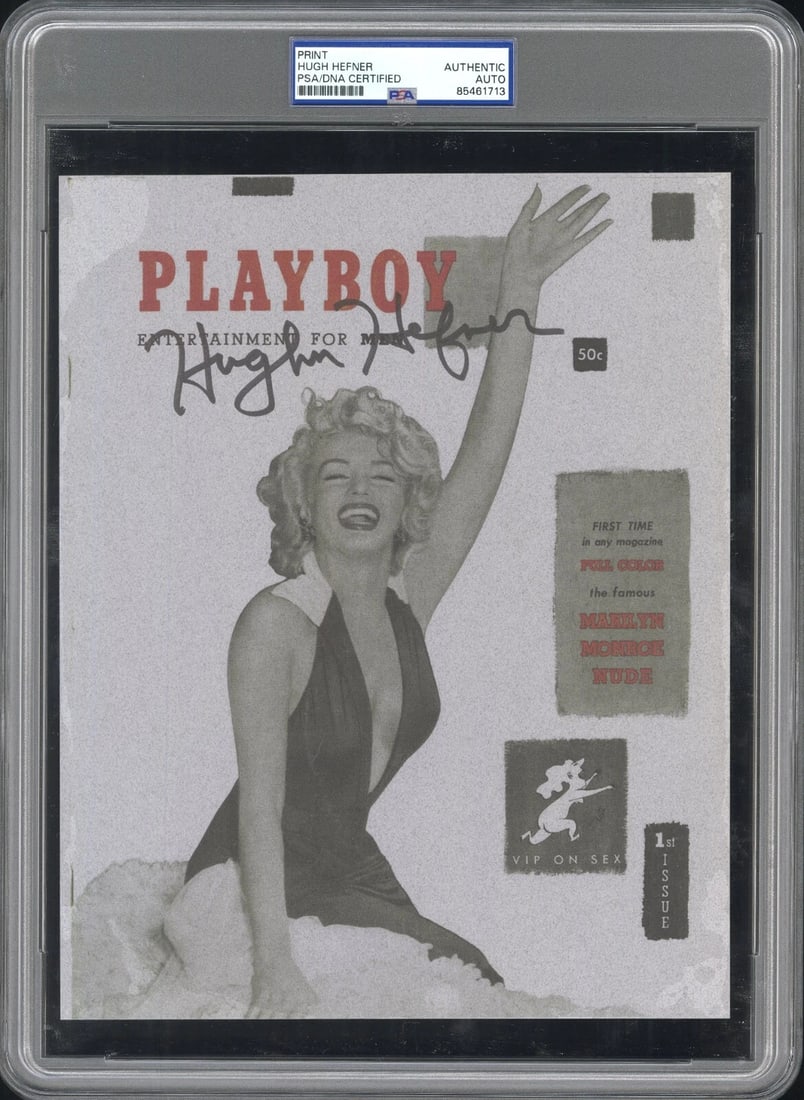 PRINT
HUGH HEFNER
PSA/DNA CERTIFIED
AUTHENTIC
AUTO
85461713
PSA
PLAYBOY
ENTERTAINMENT FOR MEN
Hugh M Hefner
50c
FIRST TIME
in any magazine
FULL COLOR
the famous
MARILYN
MONROE
NUDE
VIP ON SEX
1st
ISSUE